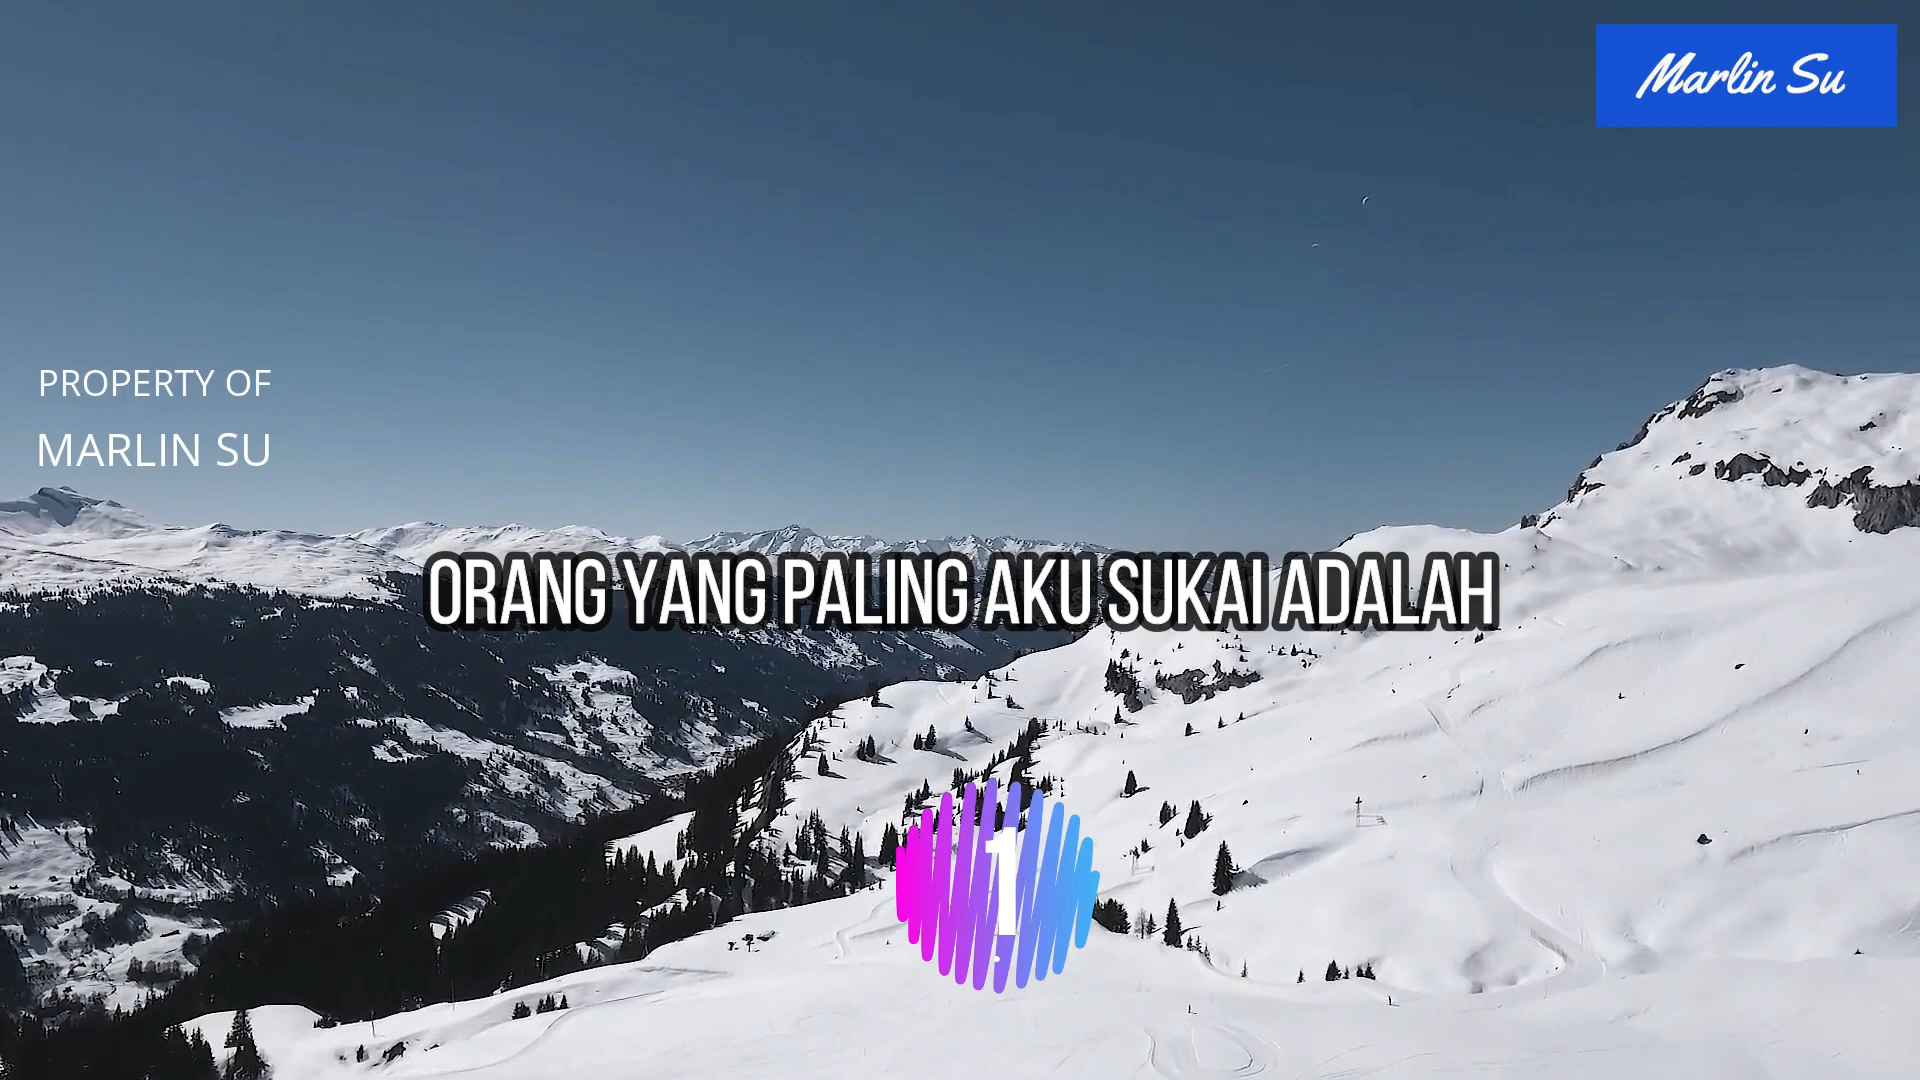 Marlin Su
PROPERTY OF
MARLIN SU
ORANG YANG PALING AKU SUKAI ADALAH
1